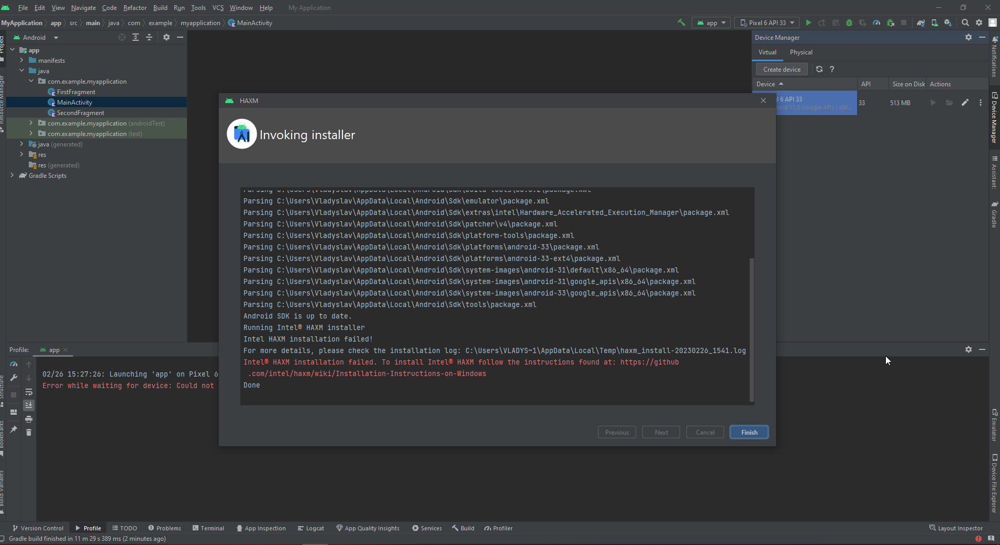 File Edit View Navigate Code Refactor Build Run Tools VCS Window Help My Application
MyApplication app src main java com example myapplication MainActivity
app
Pixel 6 API 33
Android
Project
Resource Manager
app
manifests
java
com.example.myapplication
FirstFragment
MainActivity
SecondFragment
com.example.myapplication (androidTest)
com.example.myapplication (test)
java (generated)
res
res (generated)
Gradle Scripts
Device Manager
Virtual Physical
Create device
?
Device API Size on Disk Actions
6 API 33
13.0 Google APIs | x86...
33 513 MB
Notifications
Device Manager
Assistant:
Gradle
Emulator
Device File Explorer
HAXM
Invoking installer
Parsing C:\Users\Vladyslav\AppData\Local\Android\Sdk\emulator\package.xml
Parsing C:\Users\Vladyslav\AppData\Local\Android\Sdk\extras\intel\Hardware_Accelerated_Execution_Manager\package.xml
Parsing C:\Users\Vladyslav\AppData\Local\Android\Sdk\patcher\v4\package.xml
Parsing C:\Users\Vladyslav\AppData\Local\Android\Sdk\platform-tools\package.xml
Parsing C:\Users\Vladyslav\AppData\Local\Android\Sdk\platforms\android-33\package.xml
Parsing C:\Users\Vladyslav\AppData\Local\Android\Sdk\platforms\android-33-ext4\package.xml
Parsing C:\Users\Vladyslav\AppData\Local\Android\Sdk\system-images\android-31\default\x86_64\package.xml
Parsing C:\Users\Vladyslav\AppData\Local\Android\Sdk\system-images\android-31\google_apis\x86_64\package.xml
Parsing C:\Users\Vladyslav\AppData\Local\Android\Sdk\system-images\android-33\google_apis\x86_64\package.xml
Parsing C:\Users\Vladyslav\AppData\Local\Android\Sdk\tools\package.xml
Android SDK is up to date.
Running Intel® HAXM installer
Intel HAXM installation failed!
For more details, please check the installation log: C:\Users\VLADYS~1\AppData\Local\Temp\haxm_install-20230226_1541.log
Intel® HAXM installation failed. To install Intel® HAXM follow the instructions found at: https://github
.com/intel/haxm/wiki/Installation-Instructions-on-Windows
Done
Previous Next Cancel Finish
Profile: app
02/26 15:27:26: Launching 'app' on Pixel 6
Error while waiting for device: Could not
Structure
Bookmarks
Build Variants
Version Control Profile TODO Problems Terminal App Inspection Logcat App Quality Insights Services Build Profiler Layout Inspector
Gradle build finished in 11 m 29 s 389 ms (2 minutes ago)